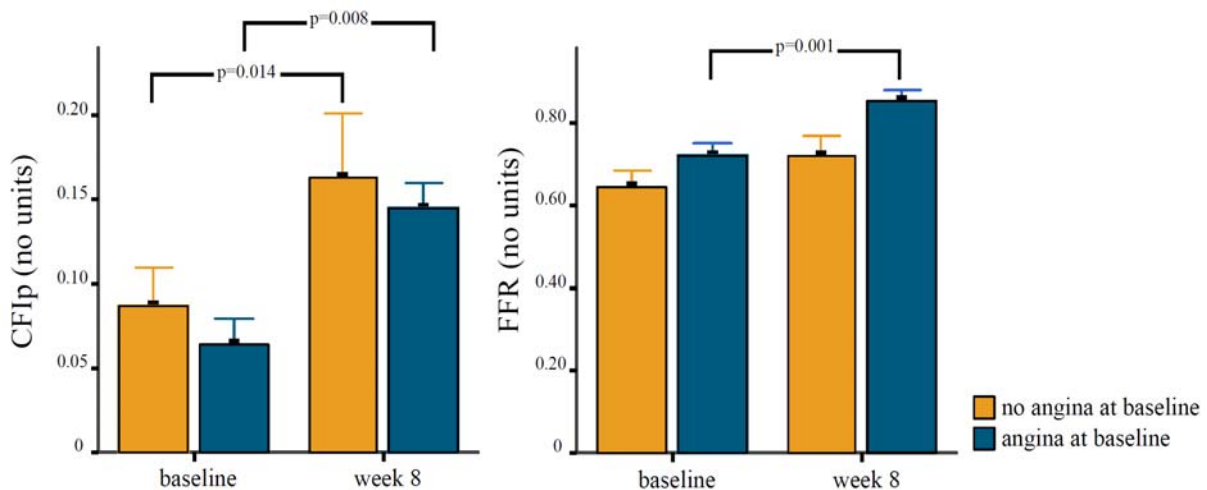 p=0.008
p=0.014
CFIp (no units)
0.20
0.15
0.10
0.05
0
baseline
week 8
p=0.001
FFR (no units)
0.80
0.60
0.40
0.20
0
baseline
week 8
no angina at baseline
angina at baseline